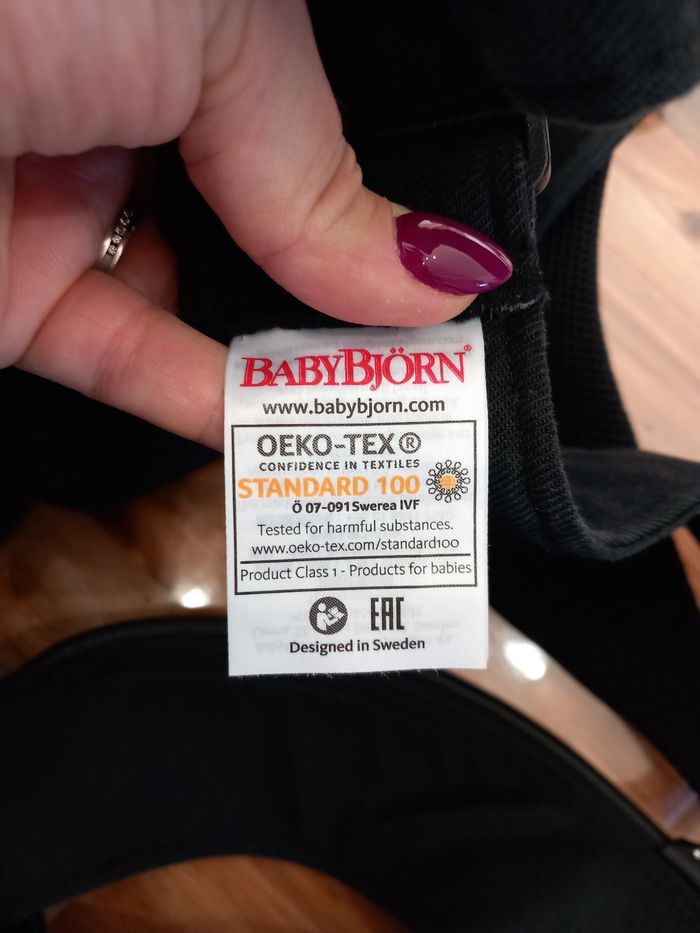 BABYBJÖRN®
www.babybjorn.com
OEKO-TEX®
CONFIDENCE IN TEXTILES
STANDARD 100
Ö 07-091 Swerea IVF
Tested for harmful substances.
www.oeko-tex.com/standard100
Product Class 1 - Products for babies
EAC
Designed in Sweden